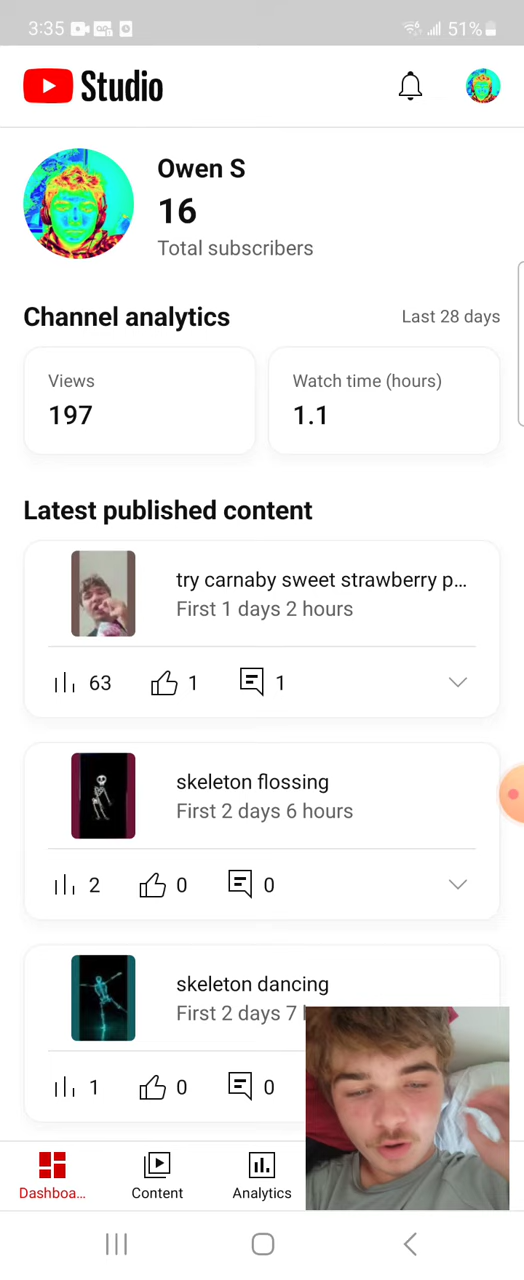 3:35 51%
Studio
Owen S
16
Total subscribers
Channel analytics Last 28 days
Views Watch time (hours)
197 1.1
Latest published content
try carnaby sweet strawberry p...
First 1 days 2 hours
63 1 1
skeleton flossing
First 2 days 6 hours
2 0 0
skeleton dancing
First 2 days 7
1 0 0
Dashboa... Content Analytics